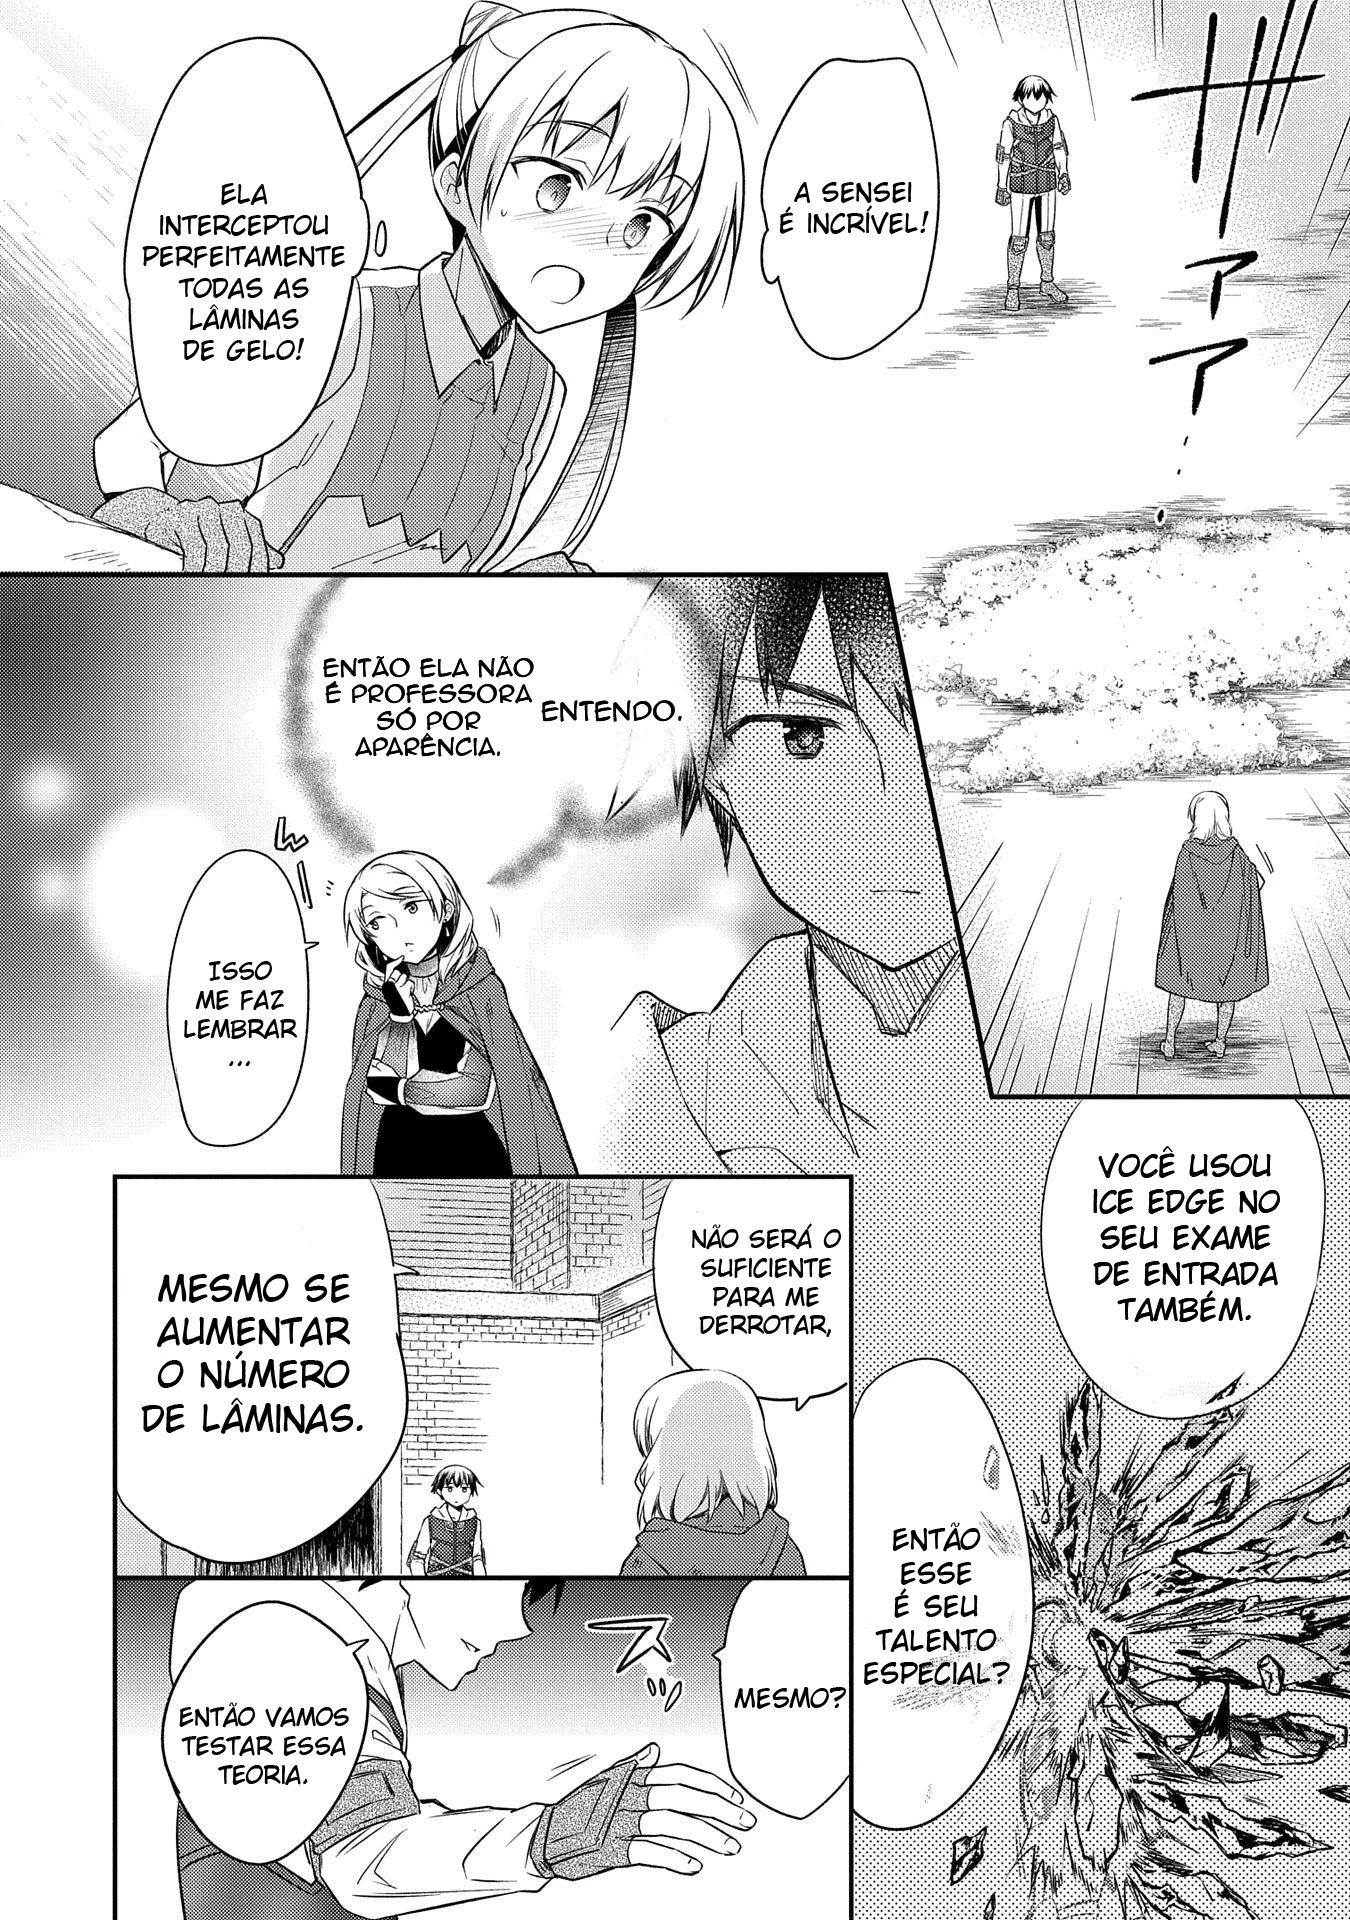 キィィ
ァ
ァ
A SENSEI
É INCRÍVEL!
ELA
INTERCEPTOU
PERFEITAMENTE
TODAS AS
LÂMINAS
DE GELO!
ENTENDO.
ENTÃO ELA NÃO
É PROFESSORA
SÓ POR
APARÊNCIA.
ISSO
ME FAZ
LEMBRAR
...
VOCÊ USOU
ICE EDGE NO
SEU EXAME
DE ENTRADA
TAMBÉM.
ENTÃO
ESSE
É SEU
TALENTO
ESPECIAL?
NÃO SERÁ O
SUFICIENTE
PARA ME
DERROTAR,
MESMO SE
AUMENTAR
O NÚMERO
DE LÂMINAS.
MESMO?
ENTÃO VAMOS
TESTAR ESSA
TEORIA.